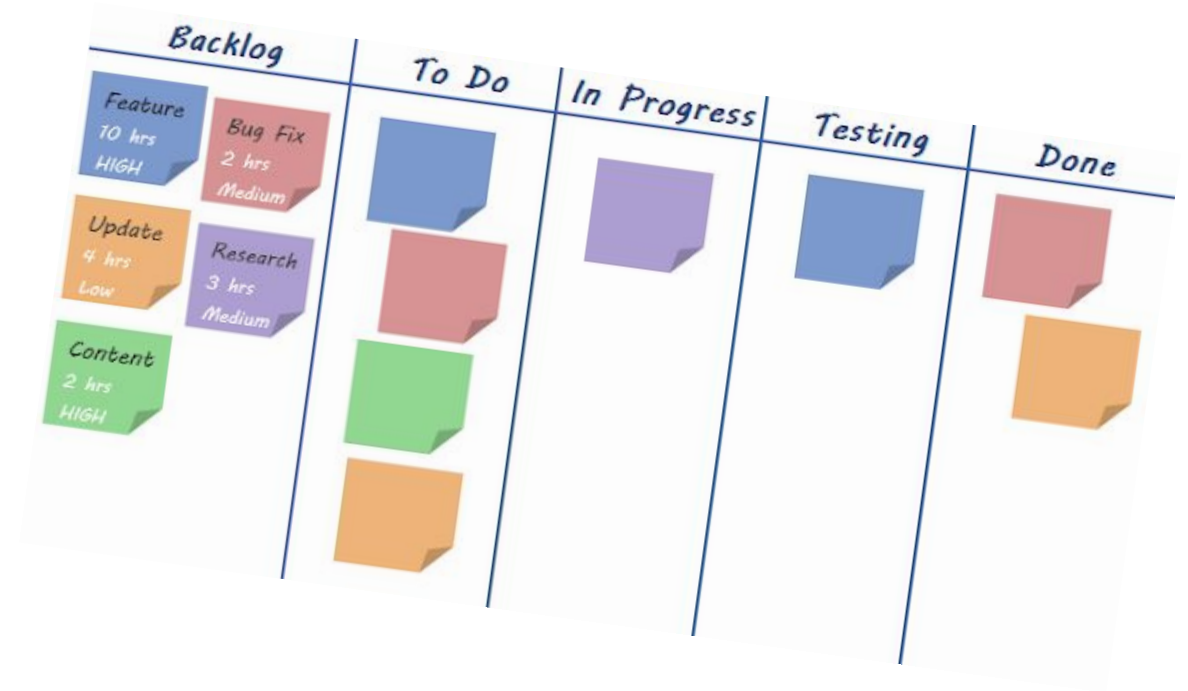 Backlog
To Do
In Progress
Testing
Done
Feature
10 hrs
HIGH
Bug Fix
2 hrs
Medium
Update
4 hrs
Low
Research
3 hrs
Medium
Content
2 hrs
HIGH